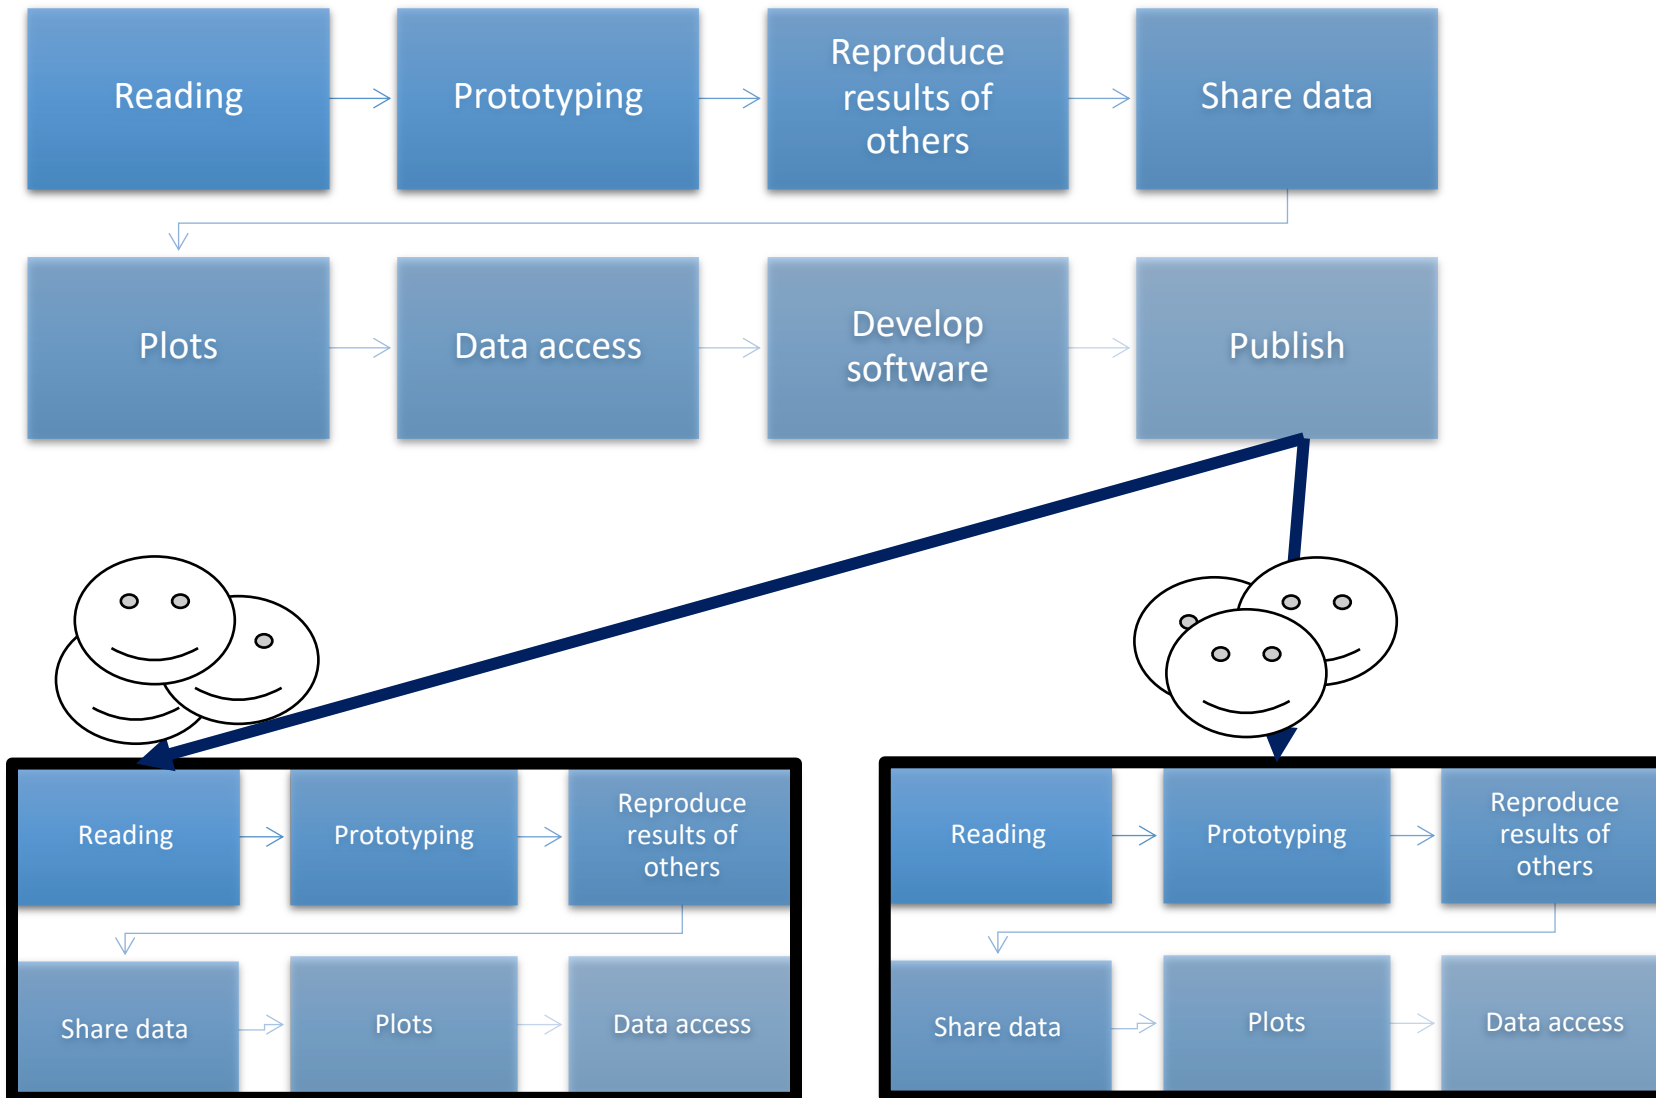 Reading
Prototyping
Reproduce
results of
others
Share data
Plots
Data access
Develop
software
Publish
Reading
Prototyping
Reproduce
results of
others
Share data
Plots
Data access
Reading
Prototyping
Reproduce
results of
others
Share data
Plots
Data access